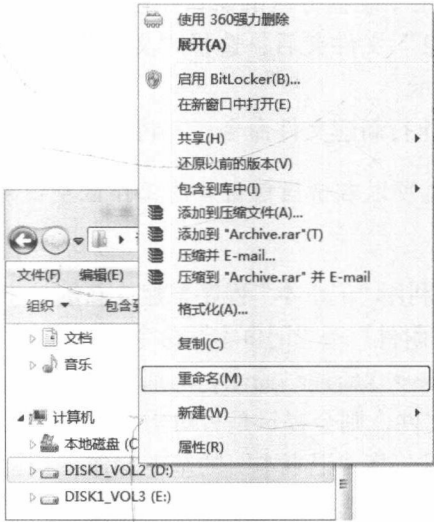 使用 360强力删除
展开(A)
启用 BitLocker(B)...
在新窗口中打开(E)
共享(H)
还原以前的版本(V)
包含到库中(I)
添加到压缩文件(A)...
添加到 "Archive.rar"(T)
压缩并 E-mail...
压缩到 "Archive.rar" 并 E-mail
格式化(A)...
复制(C)
重命名(M)
新建(W)
属性(R)
文件(F) 编辑(E)
组织 包含到
文档
音乐
计算机
本地磁盘 (C
DISK1_VOL2 (D:)
DISK1_VOL3 (E:)